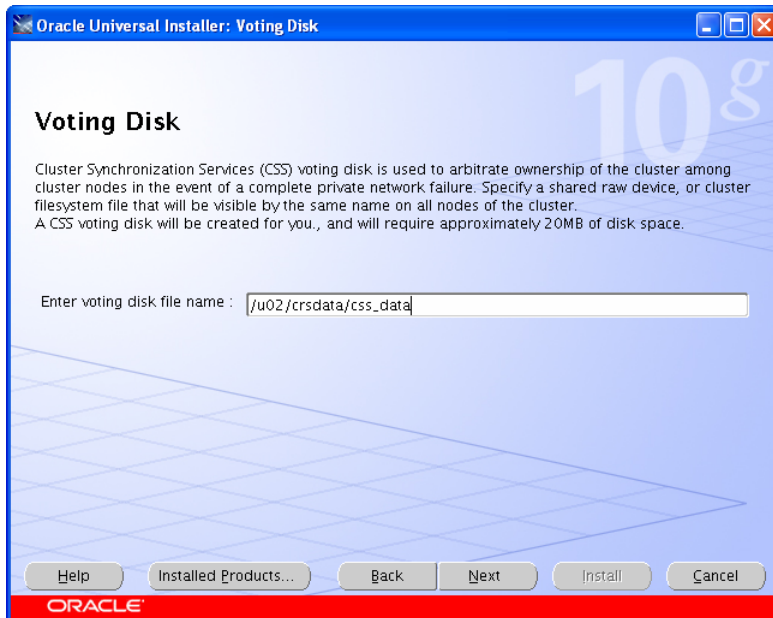 Oracle Universal Installer: Voting Disk
10g
Voting Disk
Cluster Synchronization Services (CSS) voting disk is used to arbitrate ownership of the cluster among
cluster nodes in the event of a complete private network failure. Specify a shared raw device, or cluster
filesystem file that will be visible by the same name on all nodes of the cluster.
A CSS voting disk will be created for you., and will require approximately 20MB of disk space.
Enter voting disk file name : /u02/crsdata/css_data
Help Installed Products... Back Next Install Cancel
ORACLE